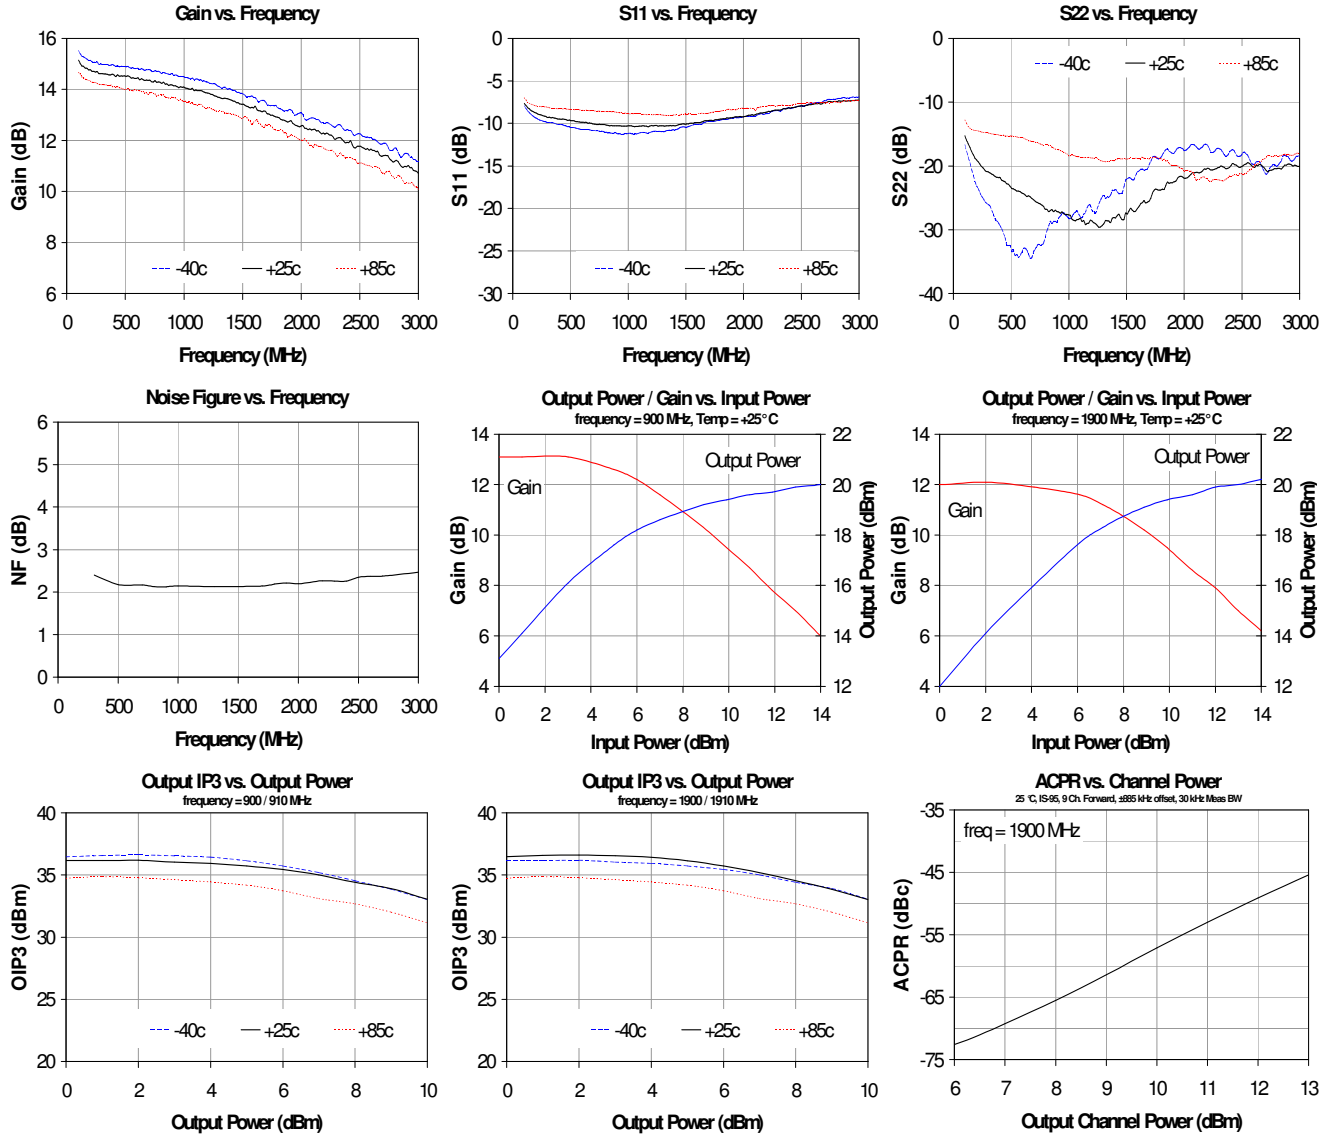 Gain vs. Frequency
16
14
12
10
8
6
Gain (dB)
-40c
+25c
+85c
0 500 1000 1500 2000 2500 3000
Frequency (MHz)
S11 vs. Frequency
0
-5
-10
-15
-20
-25
-30
S11 (dB)
-40c
+25c
+85c
0 500 1000 1500 2000 2500 3000
Frequency (MHz)
S22 vs. Frequency
0
-10
-20
-30
-40
S22 (dB)
-40c
+25c
+85c
0 500 1000 1500 2000 2500 3000
Frequency (MHz)
Noise Figure vs. Frequency
6
5
4
3
2
1
0
NF (dB)
0 500 1000 1500 2000 2500 3000
Frequency (MHz)
Output Power / Gain vs. Input Power
frequency = 900 MHz, Temp = +25° C
14
12
10
8
6
4
Gain (dB)
Gain
Output Power
22
20
18
16
14
12
Output Power (dBm)
0 2 4 6 8 10 12 14
Input Power (dBm)
Output Power / Gain vs. Input Power
frequency = 1900 MHz, Temp = +25° C
14
12
10
8
6
4
Gain (dB)
Gain
Output Power
22
20
18
16
14
12
Output Power (dBm)
0 2 4 6 8 10 12 14
Input Power (dBm)
Output IP3 vs. Output Power
frequency = 900 / 910 MHz
40
35
30
25
20
OIP3 (dBm)
-40c
+25c
+85c
0 2 4 6 8 10
Output Power (dBm)
Output IP3 vs. Output Power
frequency = 1900 / 1910 MHz
40
35
30
25
20
OIP3 (dBm)
-40c
+25c
+85c
0 2 4 6 8 10
Output Power (dBm)
ACPR vs. Channel Power
25 °C, IS-95, 9 Ch. Forward, ±885 kHz offset, 30 kHz Meas BW
-35
-45
-55
-65
-75
ACPR (dBc)
freq = 1900 MHz
6 7 8 9 10 11 12 13
Output Channel Power (dBm)